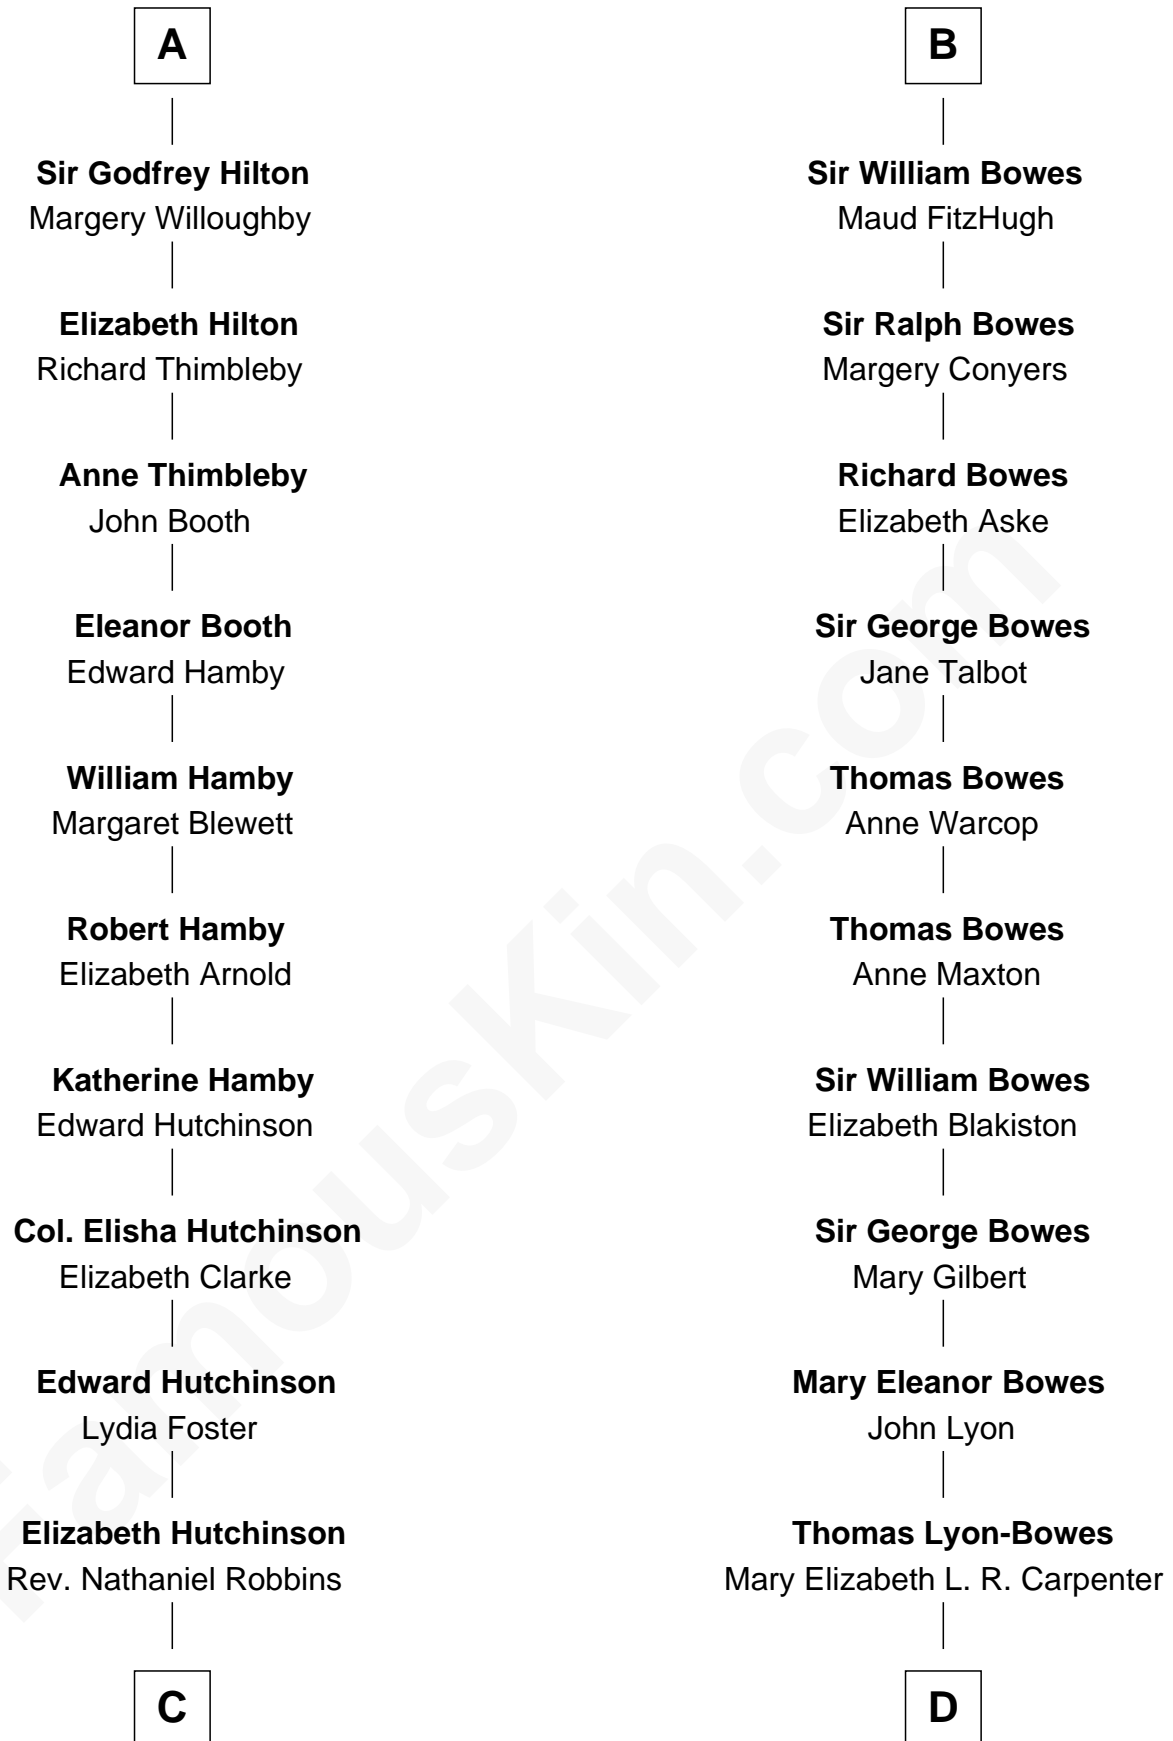 A
Sir Godfrey Hilton
Margery Willoughby
Elizabeth Hilton
Richard Thimbleby
Anne Thimbleby
John Booth
Eleanor Booth
Edward Hamby
William Hamby
Margaret Blewett
Robert Hamby
Elizabeth Arnold
Katherine Hamby
Edward Hutchinson
Col. Elisha Hutchinson
Elizabeth Clarke
Edward Hutchinson
Lydia Foster
Elizabeth Hutchinson
Rev. Nathaniel Robbins
C
B
Sir William Bowes
Maud FitzHugh
Sir Ralph Bowes
Margery Conyers
Richard Bowes
Elizabeth Aske
Sir George Bowes
Jane Talbot
Thomas Bowes
Anne Warcop
Thomas Bowes
Anne Maxton
Sir William Bowes
Elizabeth Blakiston
Sir George Bowes
Mary Gilbert
Mary Eleanor Bowes
John Lyon
Thomas Lyon-Bowes
Mary Elizabeth L. R. Carpenter
D
FamousKin.com